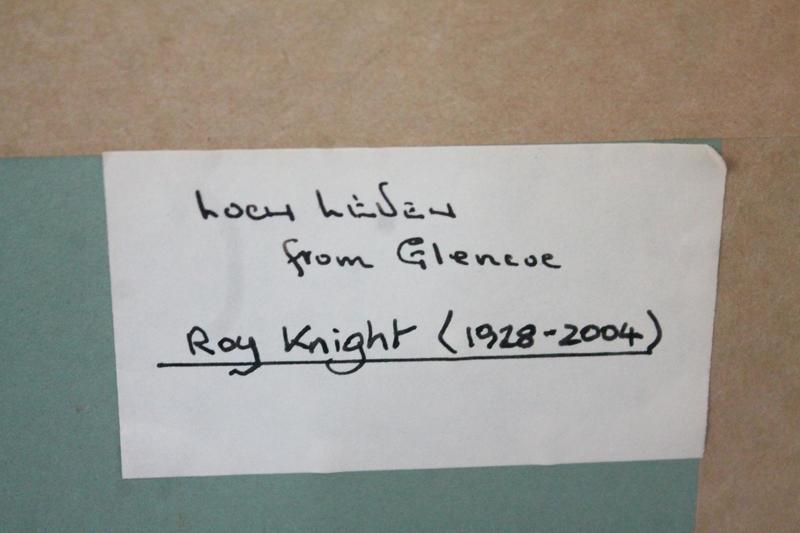 Loch Leven
from Glencoe
Roy Knight (1928-2004)